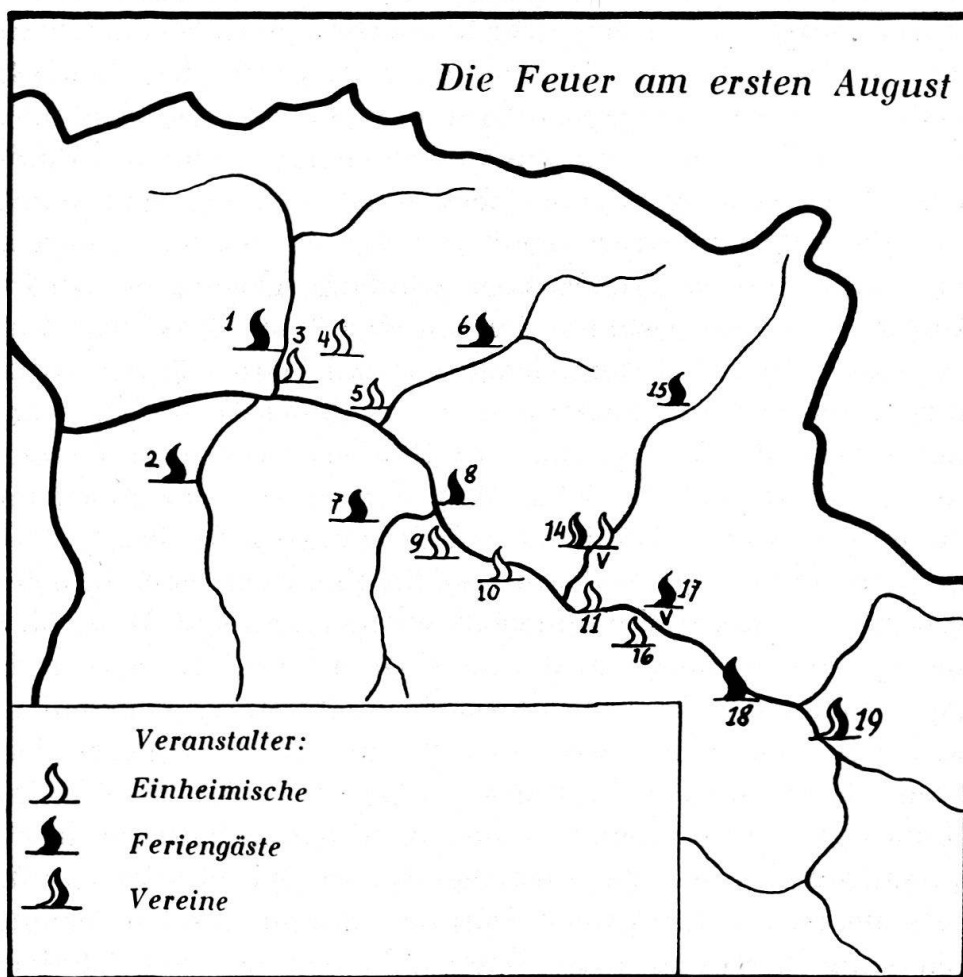 Die Feuer am ersten August
1
3
4
6
5
15
2
8
7
9
14
V
10
17
V
11
16
18
19
Veranstalter:
Einheimische
Feriengäste
Vereine